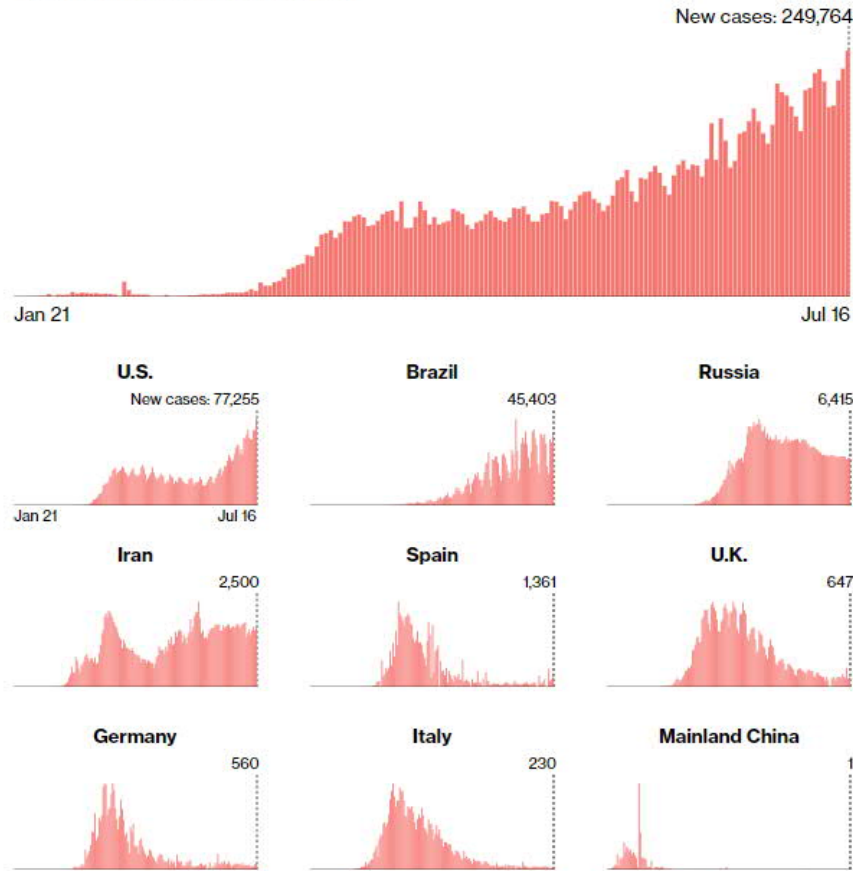 New cases: 249,764
Jan 21 Jul 16
U.S. Brazil Russia
New cases: 77,255 45,403 6,415
Jan 21 Jul 16
Iran Spain U.K.
2,500 1,361 647
Germany Italy Mainland China
560 230 1